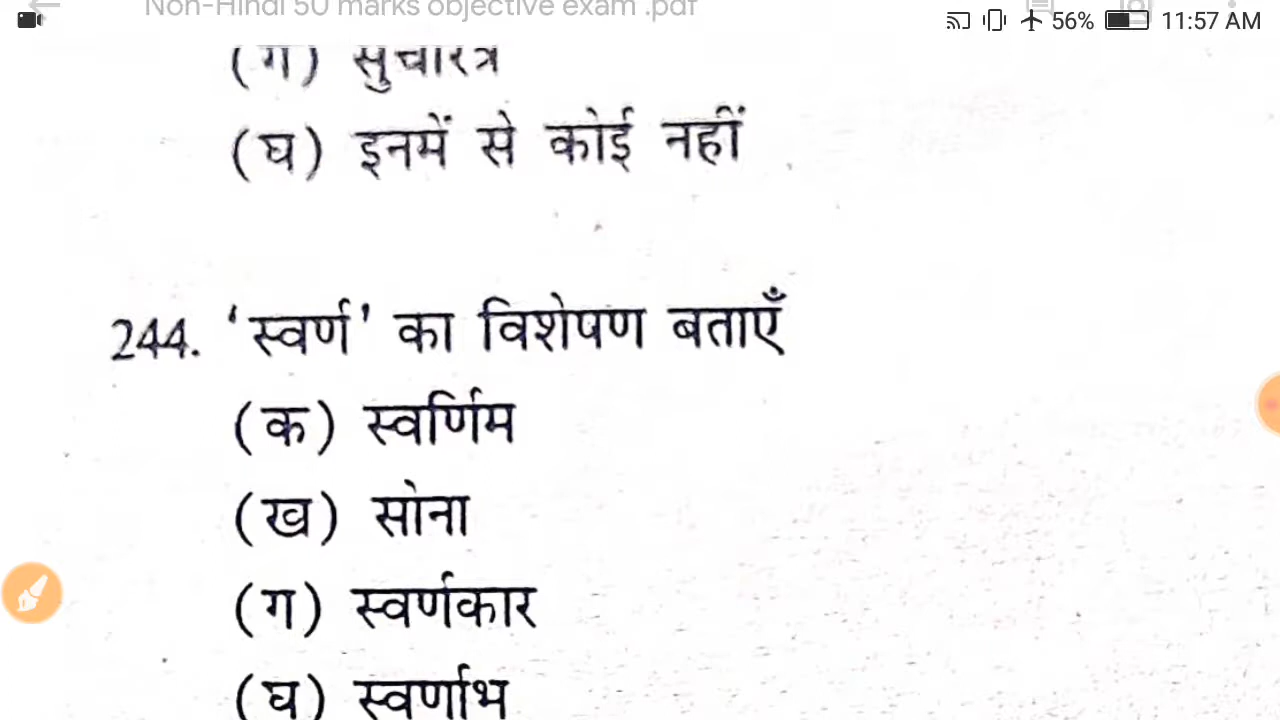 Non-Hindi 50 marks objective exam .pdf
56% 11:57 AM
(ग) सुचरित्र
(घ) इनमें से कोई नहीं
244. 'स्वर्ण' का विशेषण बताएँ
(क) स्वर्णिम
(ख) सोना
(ग) स्वर्णकार
(घ) स्वर्णाभ